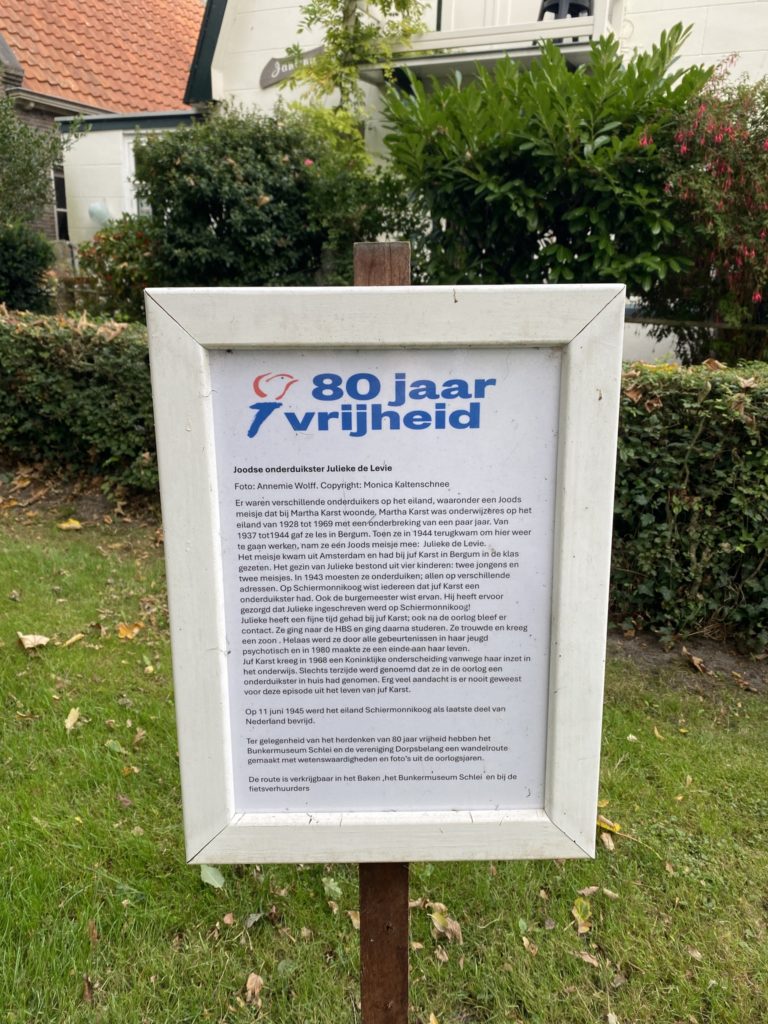 80 jaar
vrijheid
Joodse onderduikster Julieke de Levie
Foto: Annemie Wolff. Copyright: Monica Kaltenschnee
Er waren verschillende onderduikers op het eiland, waaronder een Joods
meisje dat bij Martha Karst woonde. Martha Karst was onderwijzeres op het
eiland van 1928 tot 1969 met een onderbreking van een paar jaar. Van
1937 tot1944 gaf ze les in Bergum. Toen ze in 1944 terugkwam om hier weer
te gaan werken, nam ze een Joods meisje mee: Julieke de Levie.
Het meisje kwam uit Amsterdam en had bij juf Karst in Bergum in de klas
gezeten. Het gezin van Julieke bestond uit vier kinderen: twee jongens en
twee meisjes. In 1943 moesten ze onderduiken; allen op verschillende
adressen. Op Schiermonnikoog wist iedereen dat juf Karst een
onderduikster had. Ook de burgemeester wist ervan. Hij heeft ervoor
gezorgd dat Julieke ingeschreven werd op Schiermonnikoog!
Julieke heeft een fijne tijd gehad bij juf Karst; ook na de oorlog bleef er
contact. Ze ging naar de HBS en ging daarna studeren. Ze trouwde en kreeg
een zoon . Helaas werd ze door alle gebeurtenissen in haar jeugd
psychotisch en in 1980 maakte ze een einde aan haar leven.
Juf Karst kreeg in 1968 een Koninklijke onderscheiding vanwege haar inzet in
het onderwijs. Slechts terzijde werd genoemd dat ze in de oorlog een
onderduikster in huis had genomen. Erg veel aandacht is er nooit geweest
voor deze episode uit het leven van juf Karst.
Op 11 juni 1945 werd het eiland Schiermonnikoog als laatste deel van
Nederland bevrijd.
Ter gelegenheid van het herdenken van 80 jaar vrijheid hebben het
Bunkermuseum Schlei en de vereniging Dorpsbelang een wandelroute
gemaakt met wetenswaardigheden en foto's uit de oorlogsjaren.
De route is verkrijgbaar in het Baken ,het Bunkermuseum Schlei en bij de
fietsverhuurders